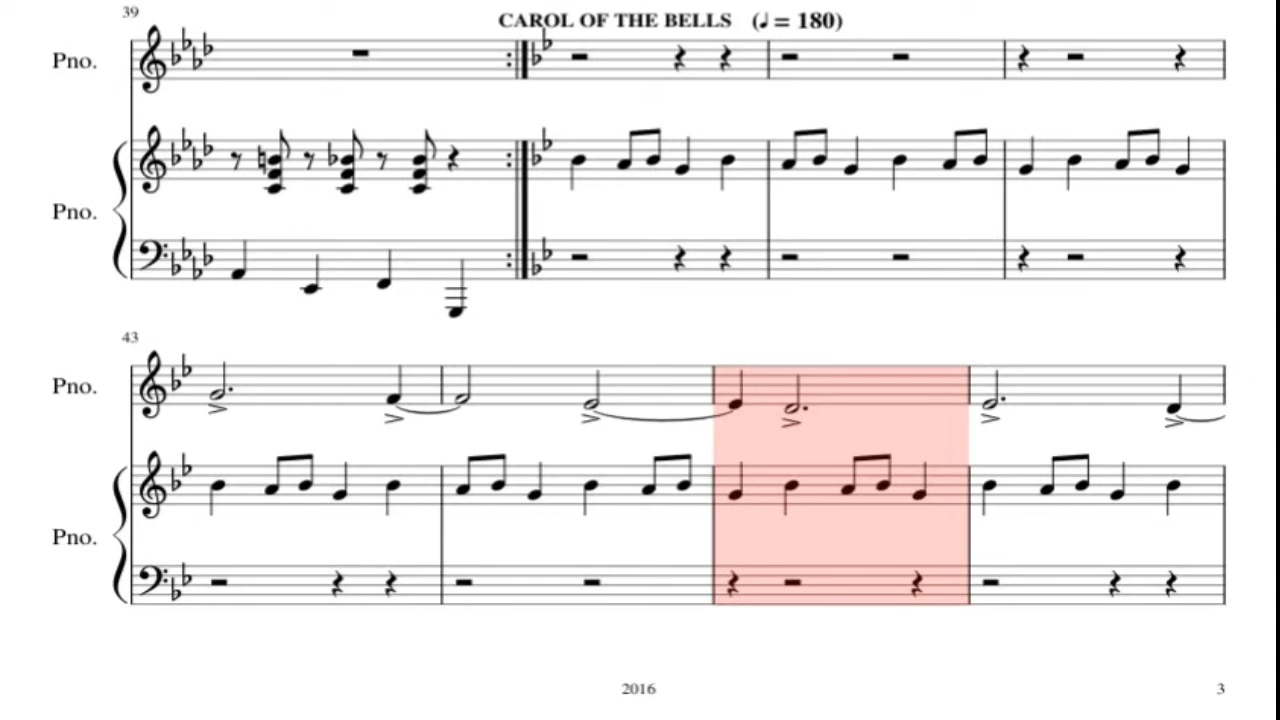 39
CAROL OF THE BELLS (♩ = 180)
Pno.
Pno.
43
Pno.
Pno.
2016
3